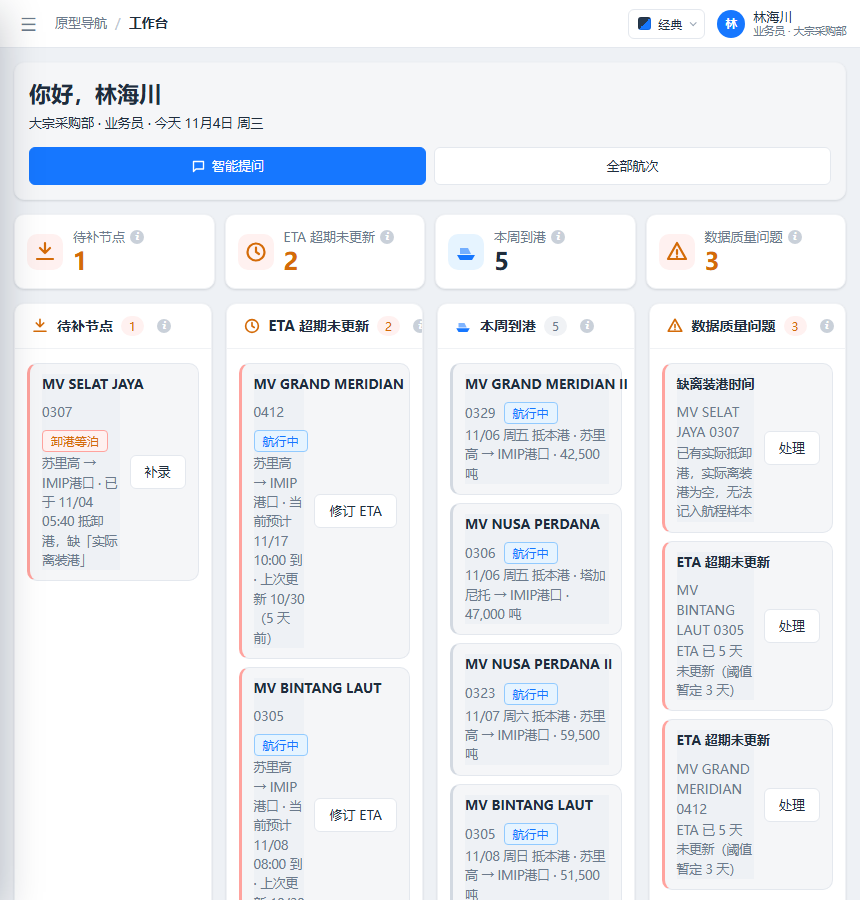 原型导航 / 工作台
经典
林
林海川
业务员 · 大宗采购部
你好，林海川
大宗采购部 · 业务员 · 今天 11月4日 周三
智能提问
全部航次
待补节点
1
ETA 超期未更新
2
本周到港
5
数据质量问题
3
待补节点 1
MV SELAT JAYA
0307
卸港等泊
苏里高 →
IMIP港口 · 已
于 11/04
05:40 抵卸
港，缺「实际
离装港」
补录
ETA 超期未更新 2
MV GRAND MERIDIAN
0412
航行中
苏里高
→ IMIP
港口 · 当
前预计
11/17
10:00 到
· 上次更
新 10/30
（5 天
前）
修订 ETA
MV BINTANG LAUT
0305
航行中
苏里高
→ IMIP
港口 · 当
前预计
11/08
08:00 到
· 上次更
修订 ETA
本周到港 5
MV GRAND MERIDIAN II
0329 航行中
11/06 周五 抵本港 · 苏里
高 → IMIP港口 · 42,500
吨
MV NUSA PERDANA
0306 航行中
11/06 周五 抵本港 · 塔加
尼托 → IMIP港口 ·
47,000 吨
MV NUSA PERDANA II
0323 航行中
11/07 周六 抵本港 · 苏里
高 → IMIP港口 · 59,500
吨
MV BINTANG LAUT
0305 航行中
11/08 周日 抵本港 · 苏里
高 → IMIP港口 · 51,500
吨
数据质量问题 3
缺离装港时间
MV SELAT
JAYA 0307
已有实际抵卸
港，实际离装
港为空，无法
记入航程样本
处理
ETA 超期未更新
MV
BINTANG
LAUT 0305
ETA 已 5 天
未更新（阈值
暂定 3 天）
处理
ETA 超期未更新
MV GRAND
MERIDIAN
0412
ETA 已 5 天
未更新（阈值
暂定 3 天）
处理